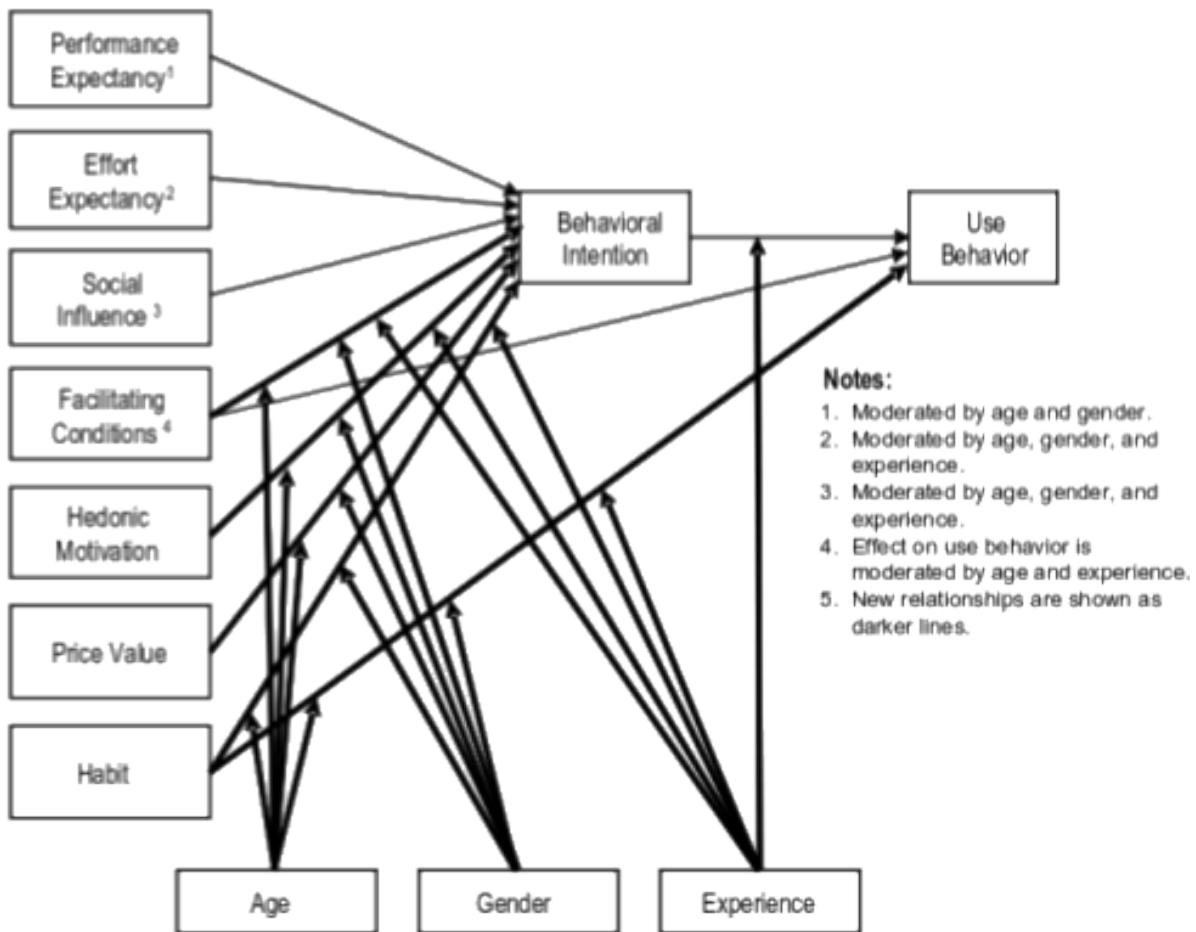 Performance
Expectancy1
Effort
Expectancy2
Social
Influence 3
Facilitating
Conditions 4
Hedonic
Motivation
Price Value
Habit
Behavioral
Intention
Use
Behavior
Notes:
1. Moderated by age and gender.
2. Moderated by age, gender, and
experience.
3. Moderated by age, gender, and
experience.
4. Effect on use behavior is
moderated by age and experience.
5. New relationships are shown as
darker lines.
Age
Gender
Experience